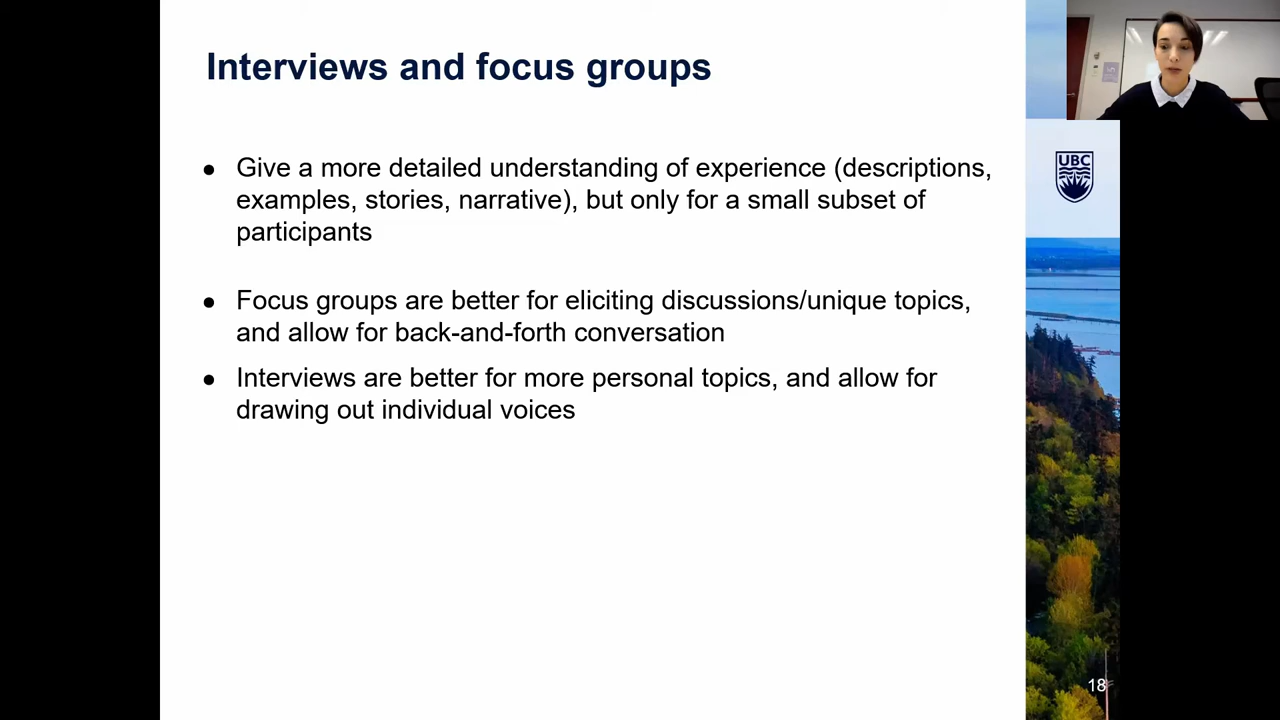 Interviews and focus groups
● Give a more detailed understanding of experience (descriptions,
examples, stories, narrative), but only for a small subset of
participants
● Focus groups are better for eliciting discussions/unique topics,
and allow for back-and-forth conversation
● Interviews are better for more personal topics, and allow for
drawing out individual voices
UBC
18